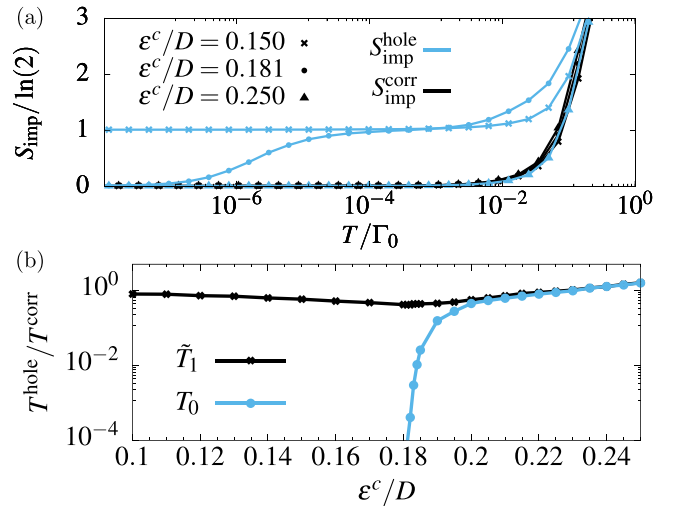 (a)
3
2
1
0
S_imp/ln(2)
ε^c/D = 0.150
ε^c/D = 0.181
ε^c/D = 0.250
S_imp^hole
S_imp^corr
10^-6
10^-4
10^-2
10^0
T/Γ_0
(b)
10^0
10^-2
10^-4
T^hole/T^corr
T̃_1
T_0
0.1
0.12
0.14
0.16
0.18
0.2
0.22
0.24
ε^c/D